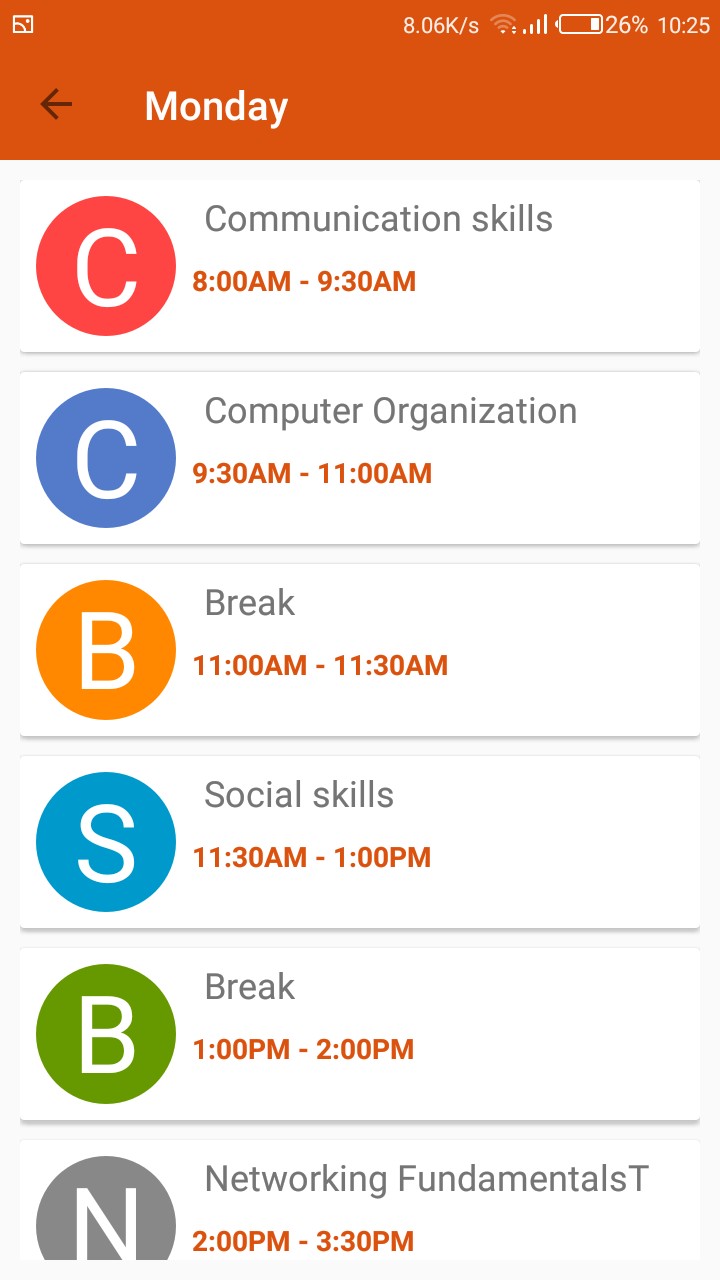 8.06K/s 26% 10:25
Monday
C
Communication skills
8:00AM - 9:30AM
C
Computer Organization
9:30AM - 11:00AM
B
Break
11:00AM - 11:30AM
S
Social skills
11:30AM - 1:00PM
B
Break
1:00PM - 2:00PM
N
Networking FundamentalsT
2:00PM - 3:30PM